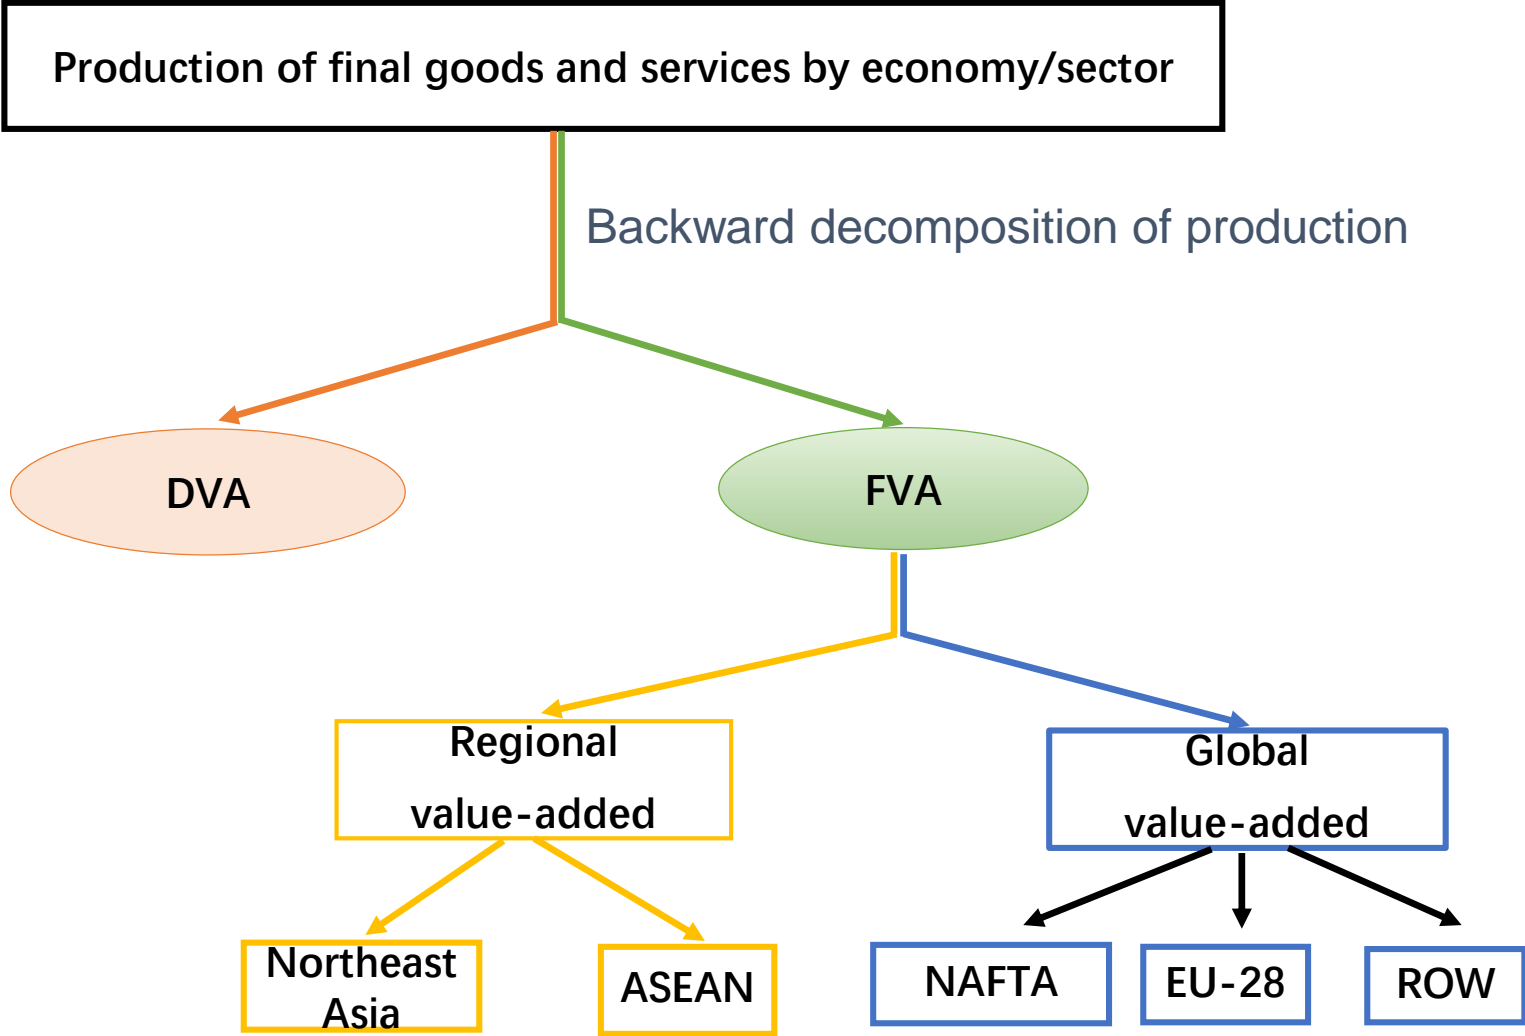 Production of final goods and services by economy/sector
Backward decomposition of production
DVA
FVA
Regional
value-added
Global
value-added
Northeast
Asia
ASEAN
NAFTA
EU-28
ROW